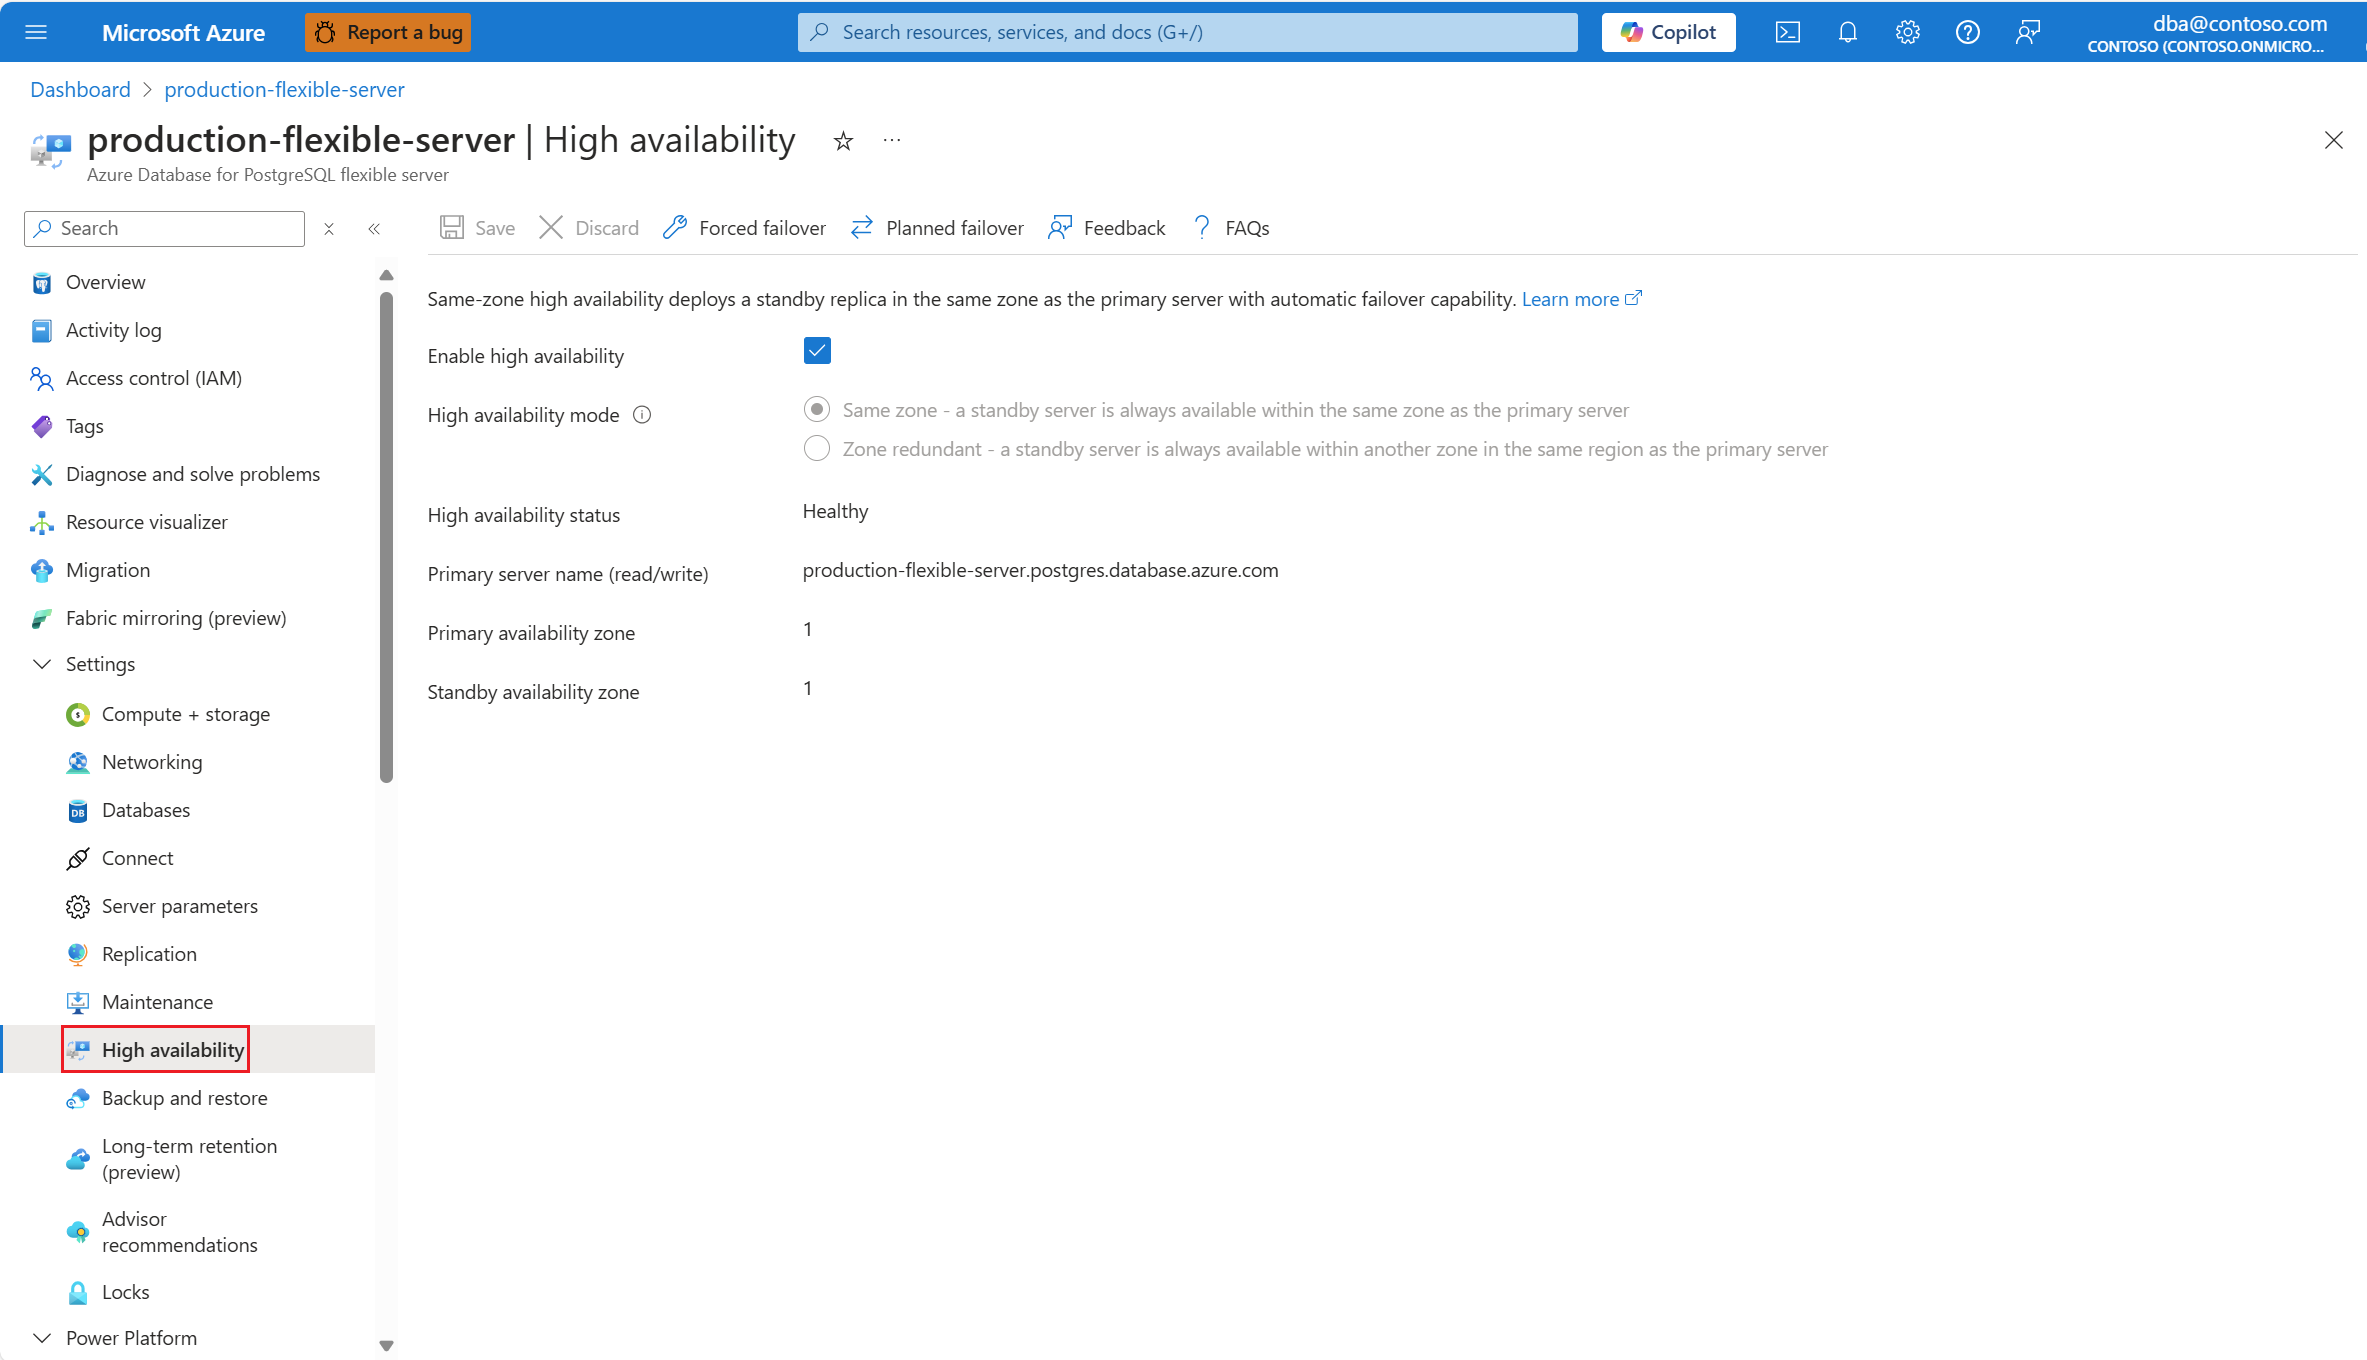 Microsoft Azure
Report a bug
Search resources, services, and docs (G+/)
Copilot
dba@contoso.com
CONTOSO (CONTOSO.ONMICRO...
Dashboard > production-flexible-server
production-flexible-server | High availability
Azure Database for PostgreSQL flexible server
Search
Save
Discard
Forced failover
Planned failover
Feedback
FAQs
Overview
Activity log
Access control (IAM)
Tags
Diagnose and solve problems
Resource visualizer
Migration
Fabric mirroring (preview)
Settings
Compute + storage
Networking
Databases
Connect
Server parameters
Replication
Maintenance
High availability
Backup and restore
Long-term retention
(preview)
Advisor
recommendations
Locks
Power Platform
Same-zone high availability deploys a standby replica in the same zone as the primary server with automatic failover capability. Learn more
Enable high availability
High availability mode
Same zone - a standby server is always available within the same zone as the primary server
Zone redundant - a standby server is always available within another zone in the same region as the primary server
High availability status
Healthy
Primary server name (read/write)
production-flexible-server.postgres.database.azure.com
Primary availability zone
1
Standby availability zone
1